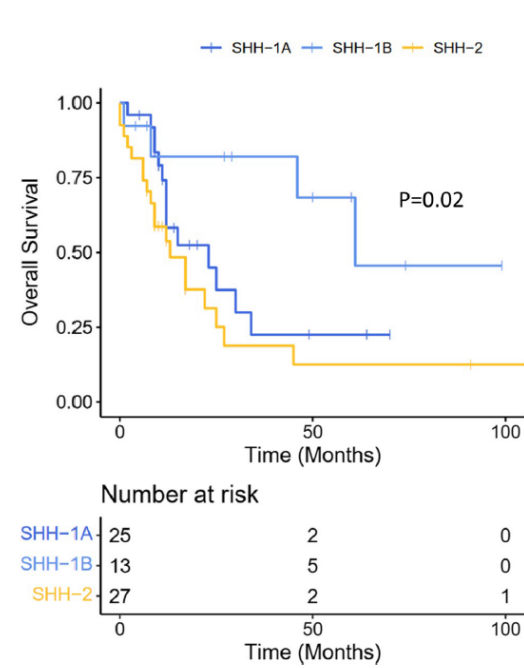 SHH-1A SHH-1B SHH-2
1.00
0.75
P=0.02
0.50
0.25
0.00
Overall Survival
0 50 100
Time (Months)
Number at risk
SHH-1A 25 2 0
SHH-1B 13 5 0
SHH-2 27 2 1
0 50 100
Time (Months)